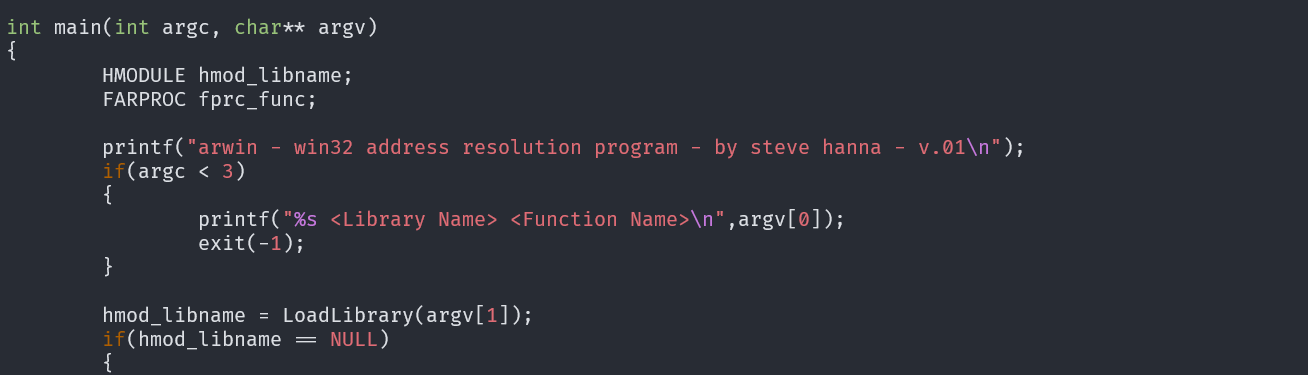 int main(int argc, char** argv)
{
        HMODULE hmod_libname;
        FARPROC fprc_func;

        printf("arwin - win32 address resolution program - by steve hanna - v.01\n");
        if(argc < 3)
        {
                printf("%s <Library Name> <Function Name>\n",argv[0]);
                exit(-1);
        }

        hmod_libname = LoadLibrary(argv[1]);
        if(hmod_libname == NULL)
        {